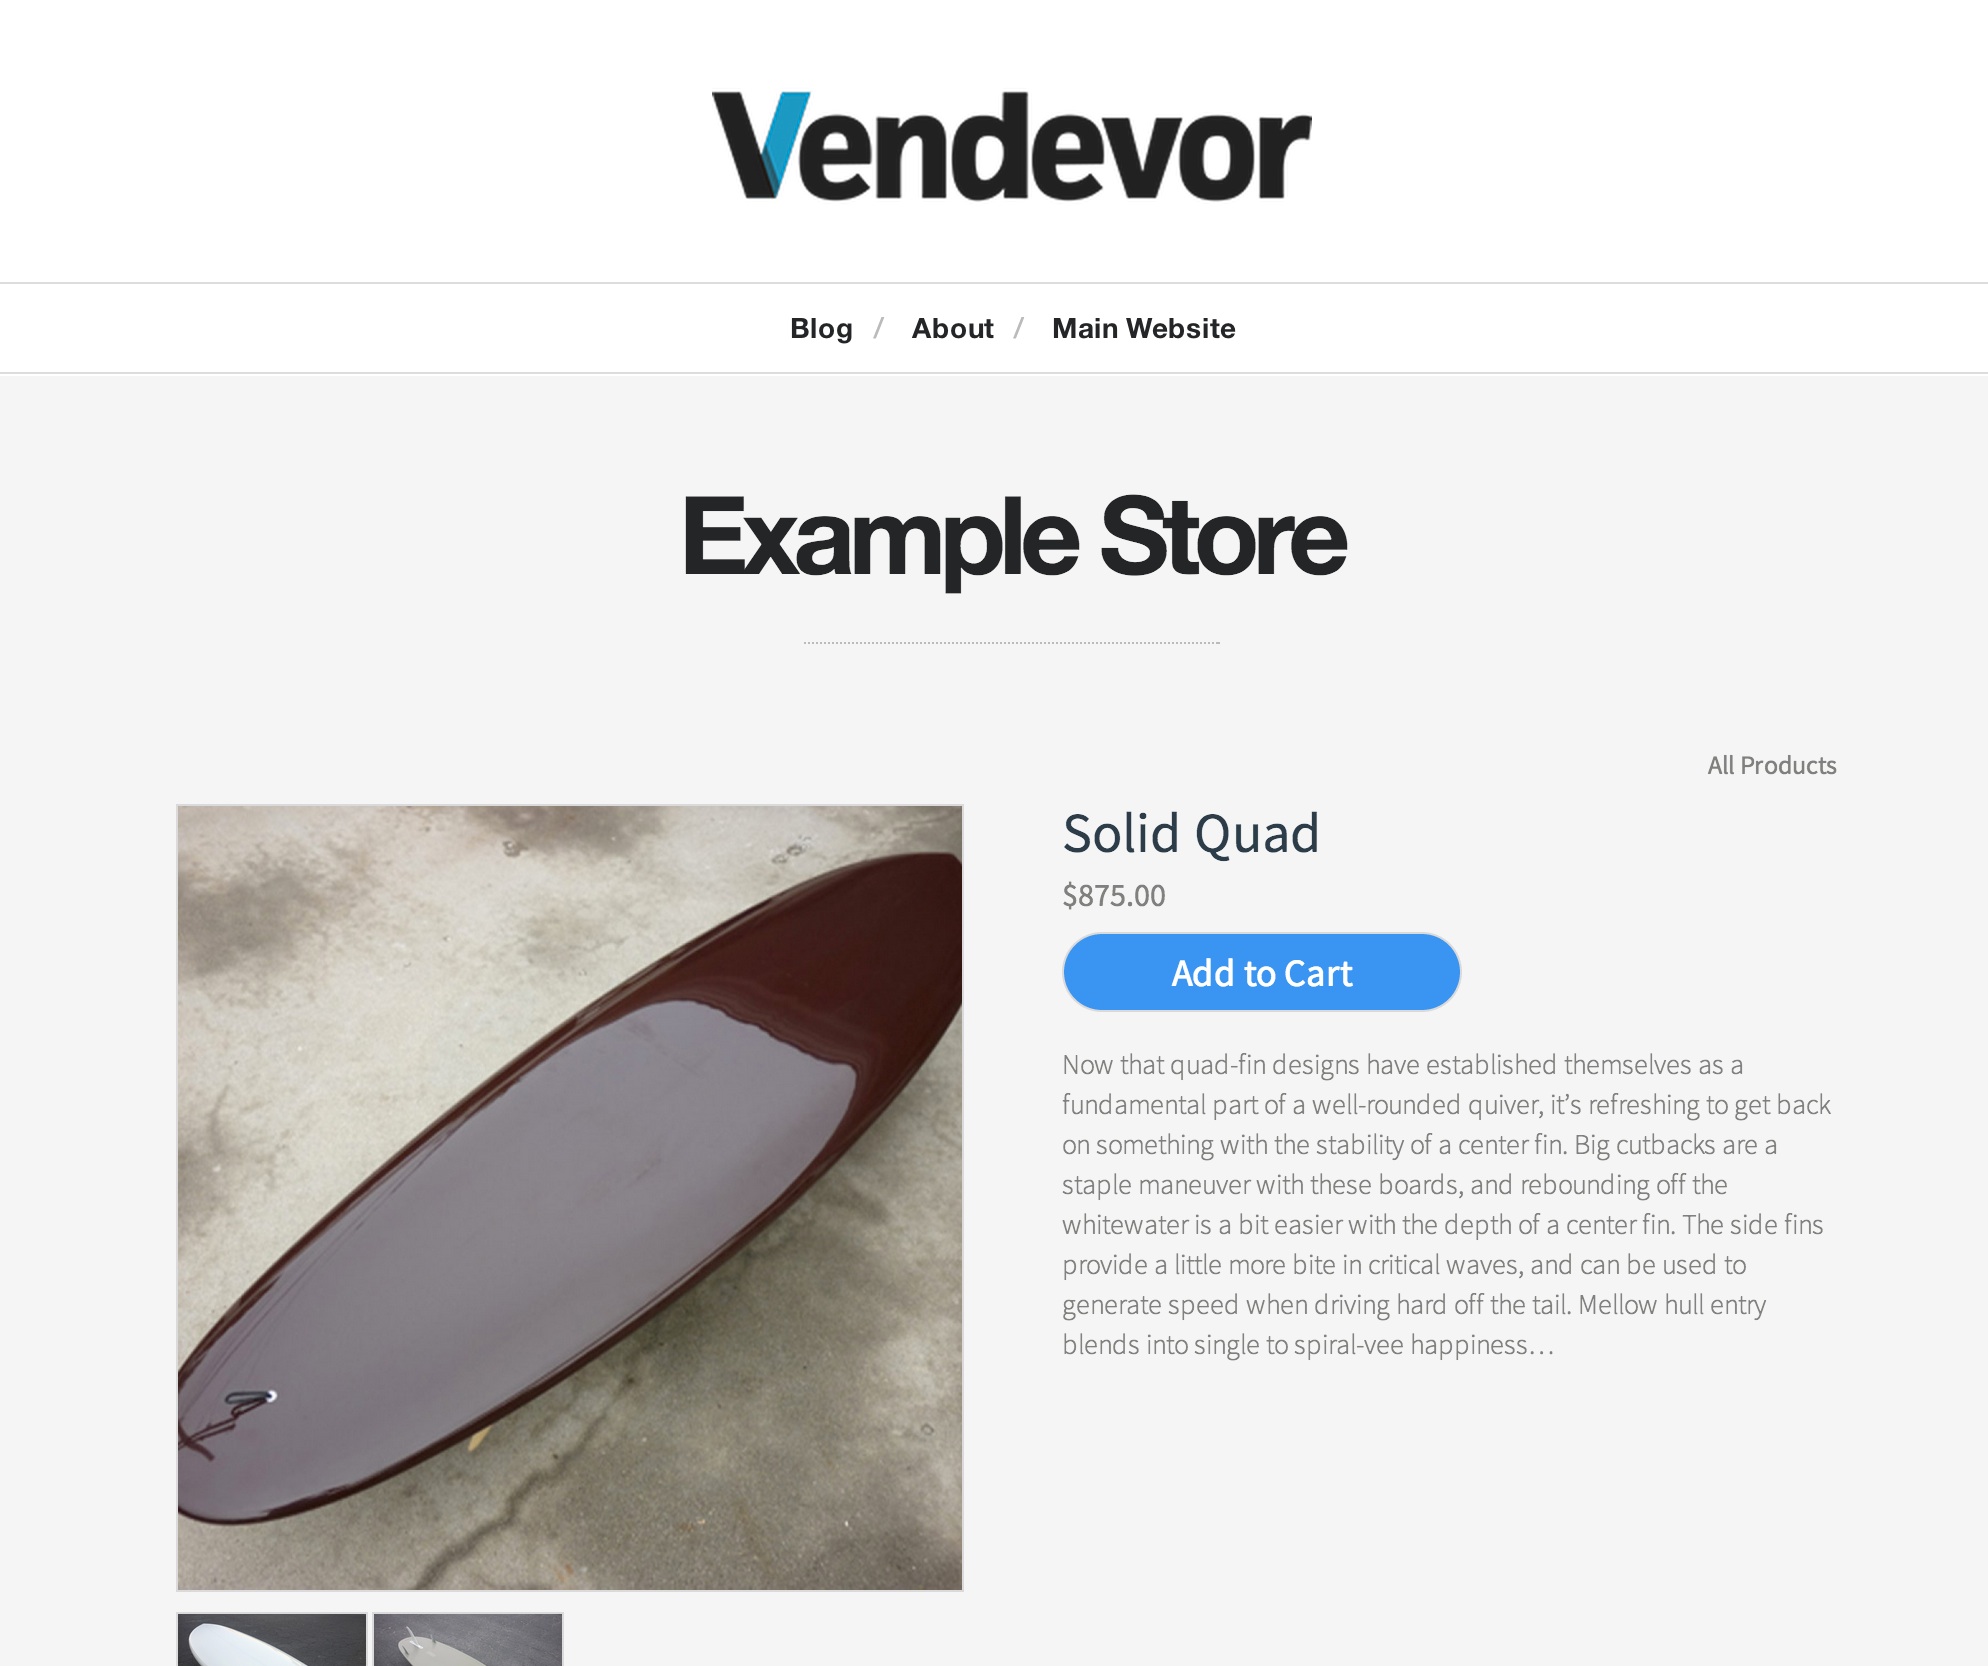 Vendevor
Blog / About / Main Website
Example Store
All Products
Solid Quad
$875.00
Add to Cart
Now that quad-fin designs have established themselves as a
fundamental part of a well-rounded quiver, it’s refreshing to get back
on something with the stability of a center fin. Big cutbacks are a
staple maneuver with these boards, and rebounding off the
whitewater is a bit easier with the depth of a center fin. The side fins
provide a little more bite in critical waves, and can be used to
generate speed when driving hard off the tail. Mellow hull entry
blends into single to spiral-vee happiness…